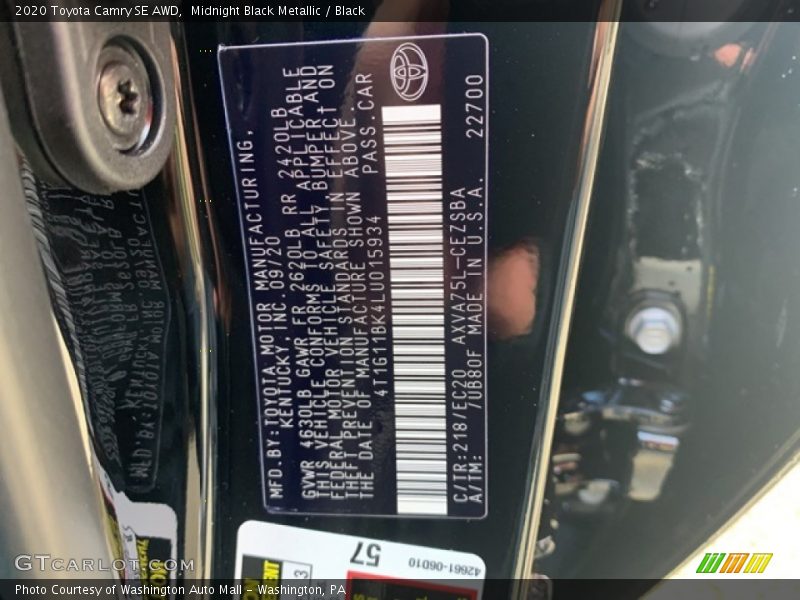 2020 Toyota Camry SE AWD, Midnight Black Metallic / Black
MFD. BY: TOYOTA MOTOR MANUFACTURING,
KENTUCKY, INC. 09/20
GVWR 4630LB GAWR FR 2620LB RR 2420LB
THIS VEHICLE CONFORMS TO ALL APPLICABLE
FEDERAL MOTOR VEHICLE SAFETY, BUMPER AND
THEFT PREVENTION STANDARDS IN EFFECT ON
THE DATE OF MANUFACTURE SHOWN ABOVE.
4T1G11BK4LU015934 PASS.CAR
C/TR:218/EC20 AXVA75L-CEZSBA
A/TM: /UB80F MADE IN U.S.A. 22700
57
42661-06D10
3
GTCarlot.com
Photo Courtesy of Washington Auto Mall - Washington, PA